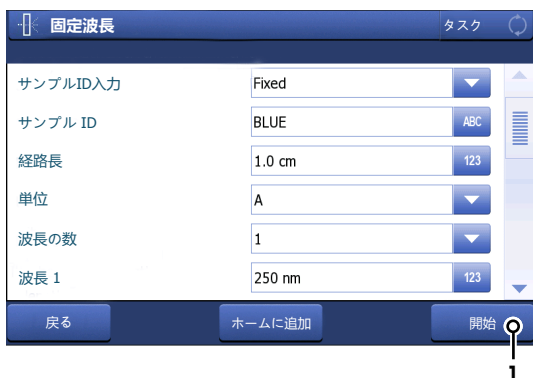 固定波長 タスク
サンプルID入力 Fixed
サンプル ID BLUE ABC
経路長 1.0 cm 123
単位 A
波長の数 1
波長 1 250 nm 123
戻る ホームに追加 開始
1